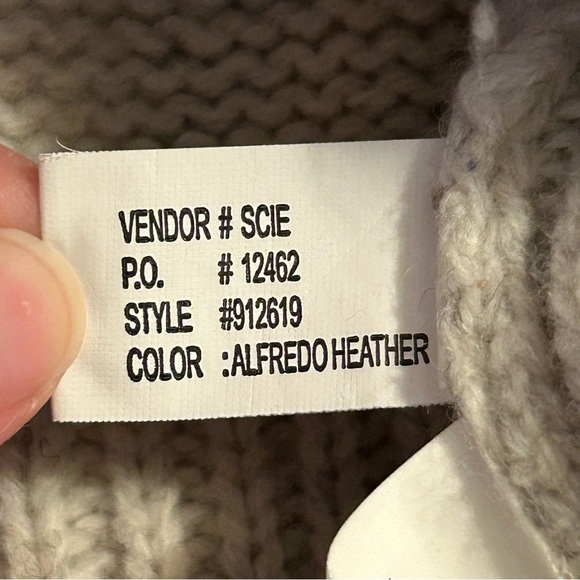 VENDOR # SCIE
P.O. # 12462
STYLE #912619
COLOR :ALFREDO HEATHER